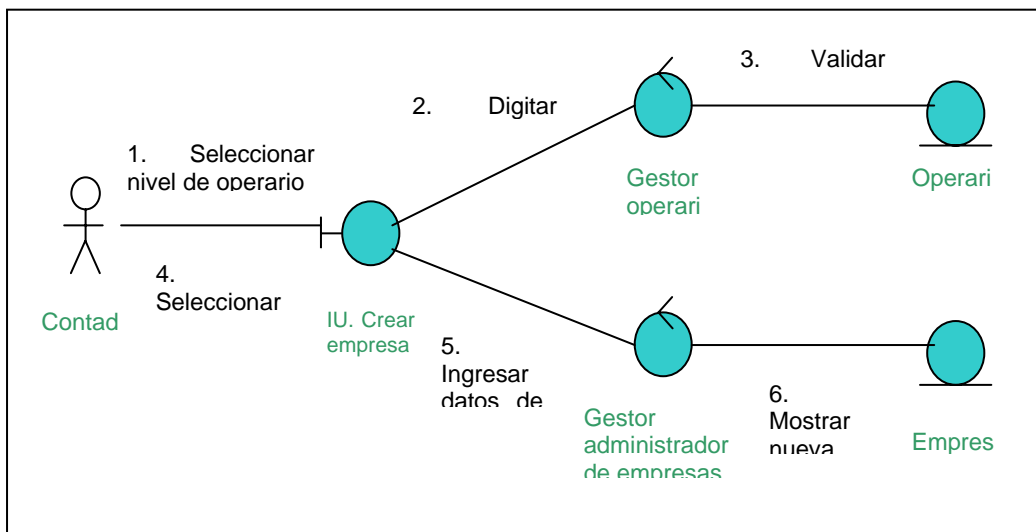 1. Seleccionar
nivel de operario
2. Digitar
3. Validar
4.
Seleccionar
Contad
IU. Crear
empresa
Gestor
operari
Operari
5.
Ingresar
datos de
Gestor
administrador
de empresas
6.
Mostrar
nueva
Empres